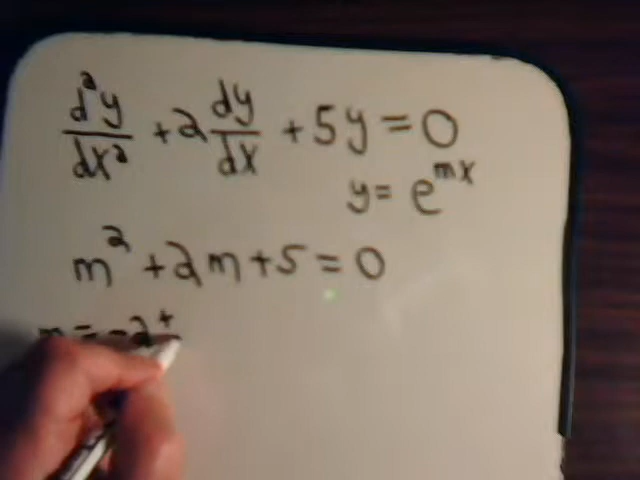 d²y/dx² + 2 dy/dx + 5y = 0
y = e^mx
m² + 2m + 5 = 0
m = -2 ±